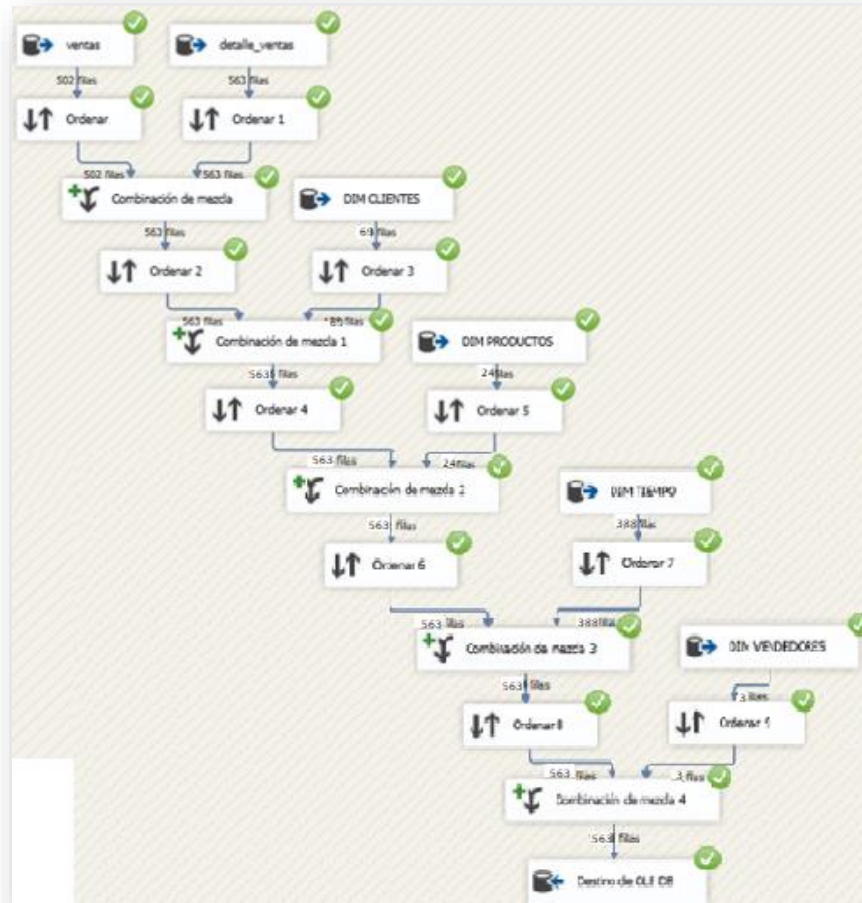 ventas detalle_ventas
502 filas 563 filas
Ordenar Ordenar 1
502 filas 563 filas
Combinación de mezcla DIM CLIENTES
563 filas 69 filas
Ordenar 2 Ordenar 3
563 filas filas
Combinación de mezcla 1 DIM PRODUCTOS
563 filas 24 filas
Ordenar 4 Ordenar 5
563 filas 24 filas
Combinación de mezcla 2 DIM TIEMPO
563 filas 388 filas
Ordenar 6 Ordenar 7
563 filas 388 filas
Combinación de mezcla 3 DIM VENDEDORES
563 filas 3 filas
Ordenar 8 Ordenar 9
563 filas 3 filas
Combinación de mezcla 4
563 filas
Destino de OLE DB